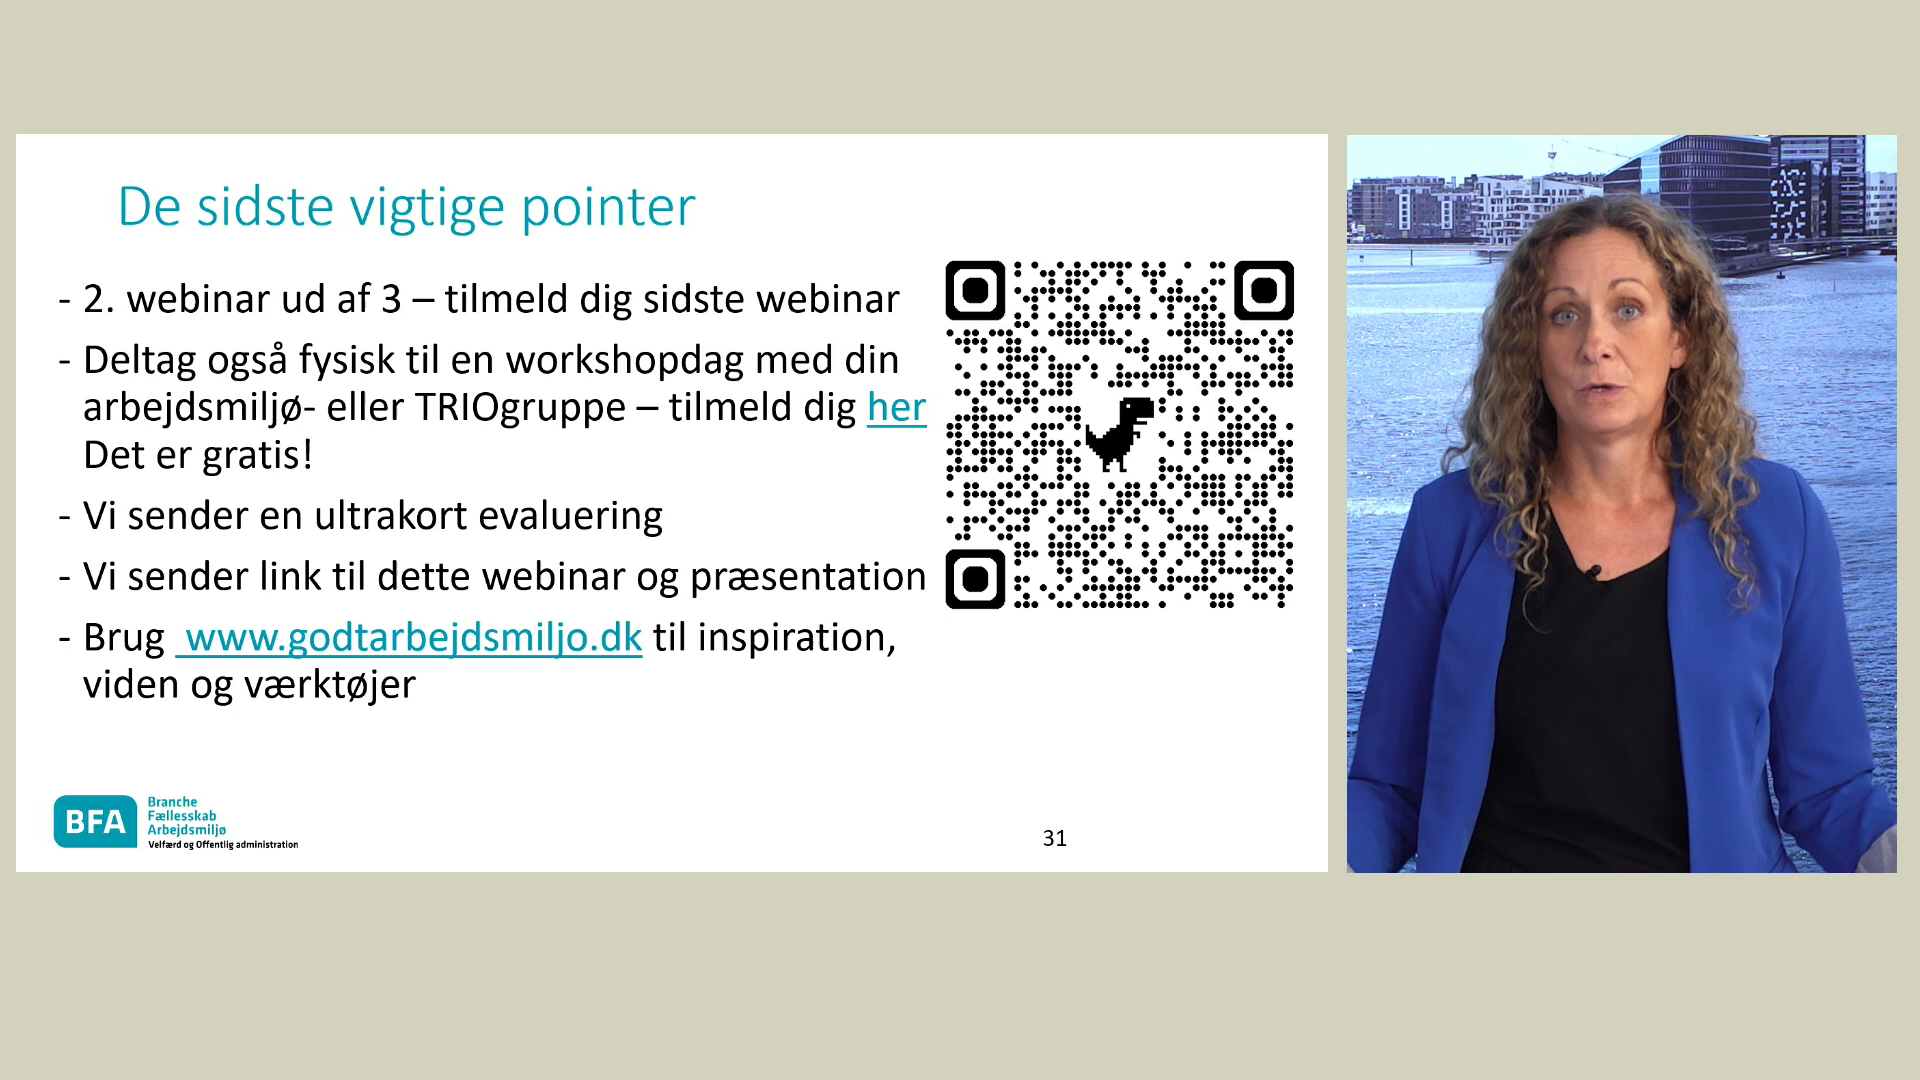 De sidste vigtige pointer
- 2. webinar ud af 3 – tilmeld dig sidste webinar
- Deltag også fysisk til en workshopdag med din
arbejdsmiljø- eller TRIOgruppe – tilmeld dig her
Det er gratis!
- Vi sender en ultrakort evaluering
- Vi sender link til dette webinar og præsentation
- Brug www.godtarbejdsmiljo.dk til inspiration,
viden og værktøjer
BFA
Branche
Fællesskab
Arbejdsmiljø
Velfærd og Offentlig administration
31